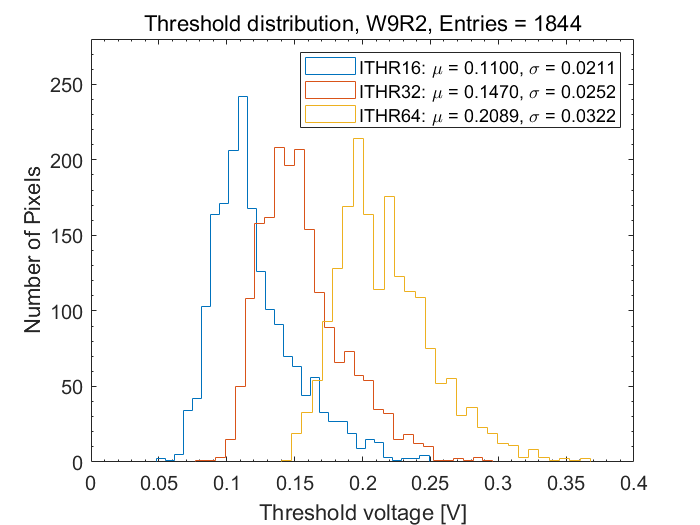 Threshold distribution, W9R2, Entries = 1844
ITHR16: μ = 0.1100, σ = 0.0211
ITHR32: μ = 0.1470, σ = 0.0252
ITHR64: μ = 0.2089, σ = 0.0322
Number of Pixels
250
200
150
100
50
0
0 0.05 0.1 0.15 0.2 0.25 0.3 0.35 0.4
Threshold voltage [V]